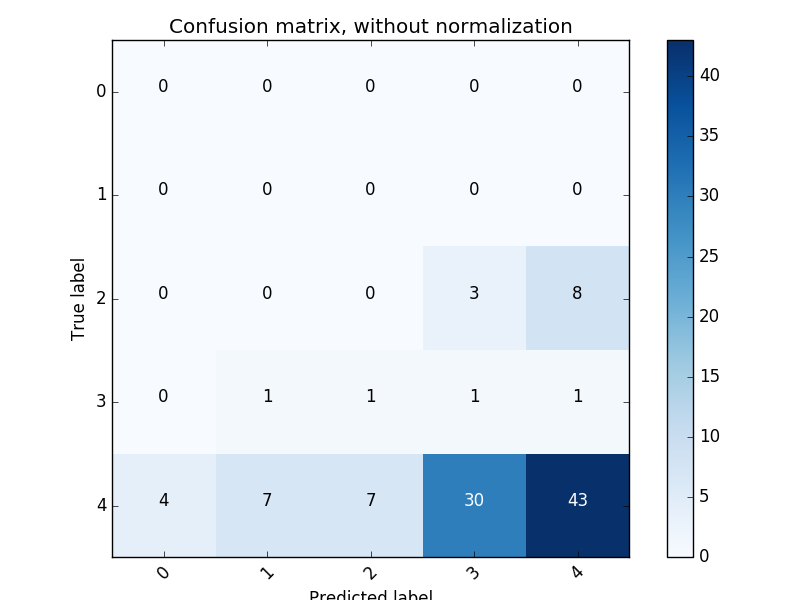 Confusion matrix, without normalization
0 0 0 0 0 0
1 0 0 0 0 0
2 0 0 0 3 8
3 0 1 1 1 1
4 4 7 7 30 43
0 1 2 3 4
True label
Predicted label
40
35
30
25
20
15
10
5
0